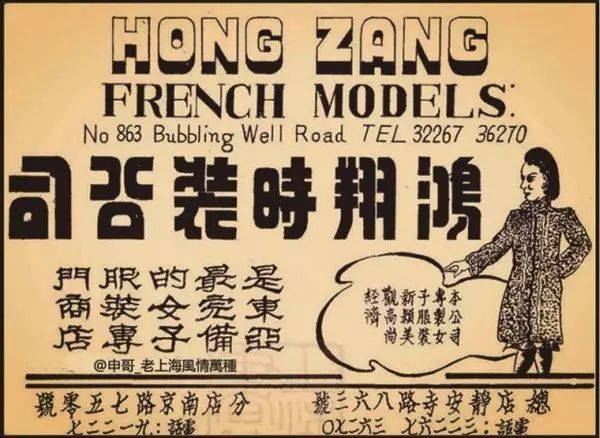 HONG ZANG
FRENCH MODELS:
No 863 Bubbling Well Road TEL 32267 36270
鴻翔時裝公司
本公司
專製女
子服裝
新穎美
觀高尚
經濟
是東亞
最完備
的女子
服裝專
門商店
@申哥_老上海風情萬種
總店靜安寺路八六三號
電話：三二二六七 三六二七〇
分店南京路七五零號
電話：九一二二七